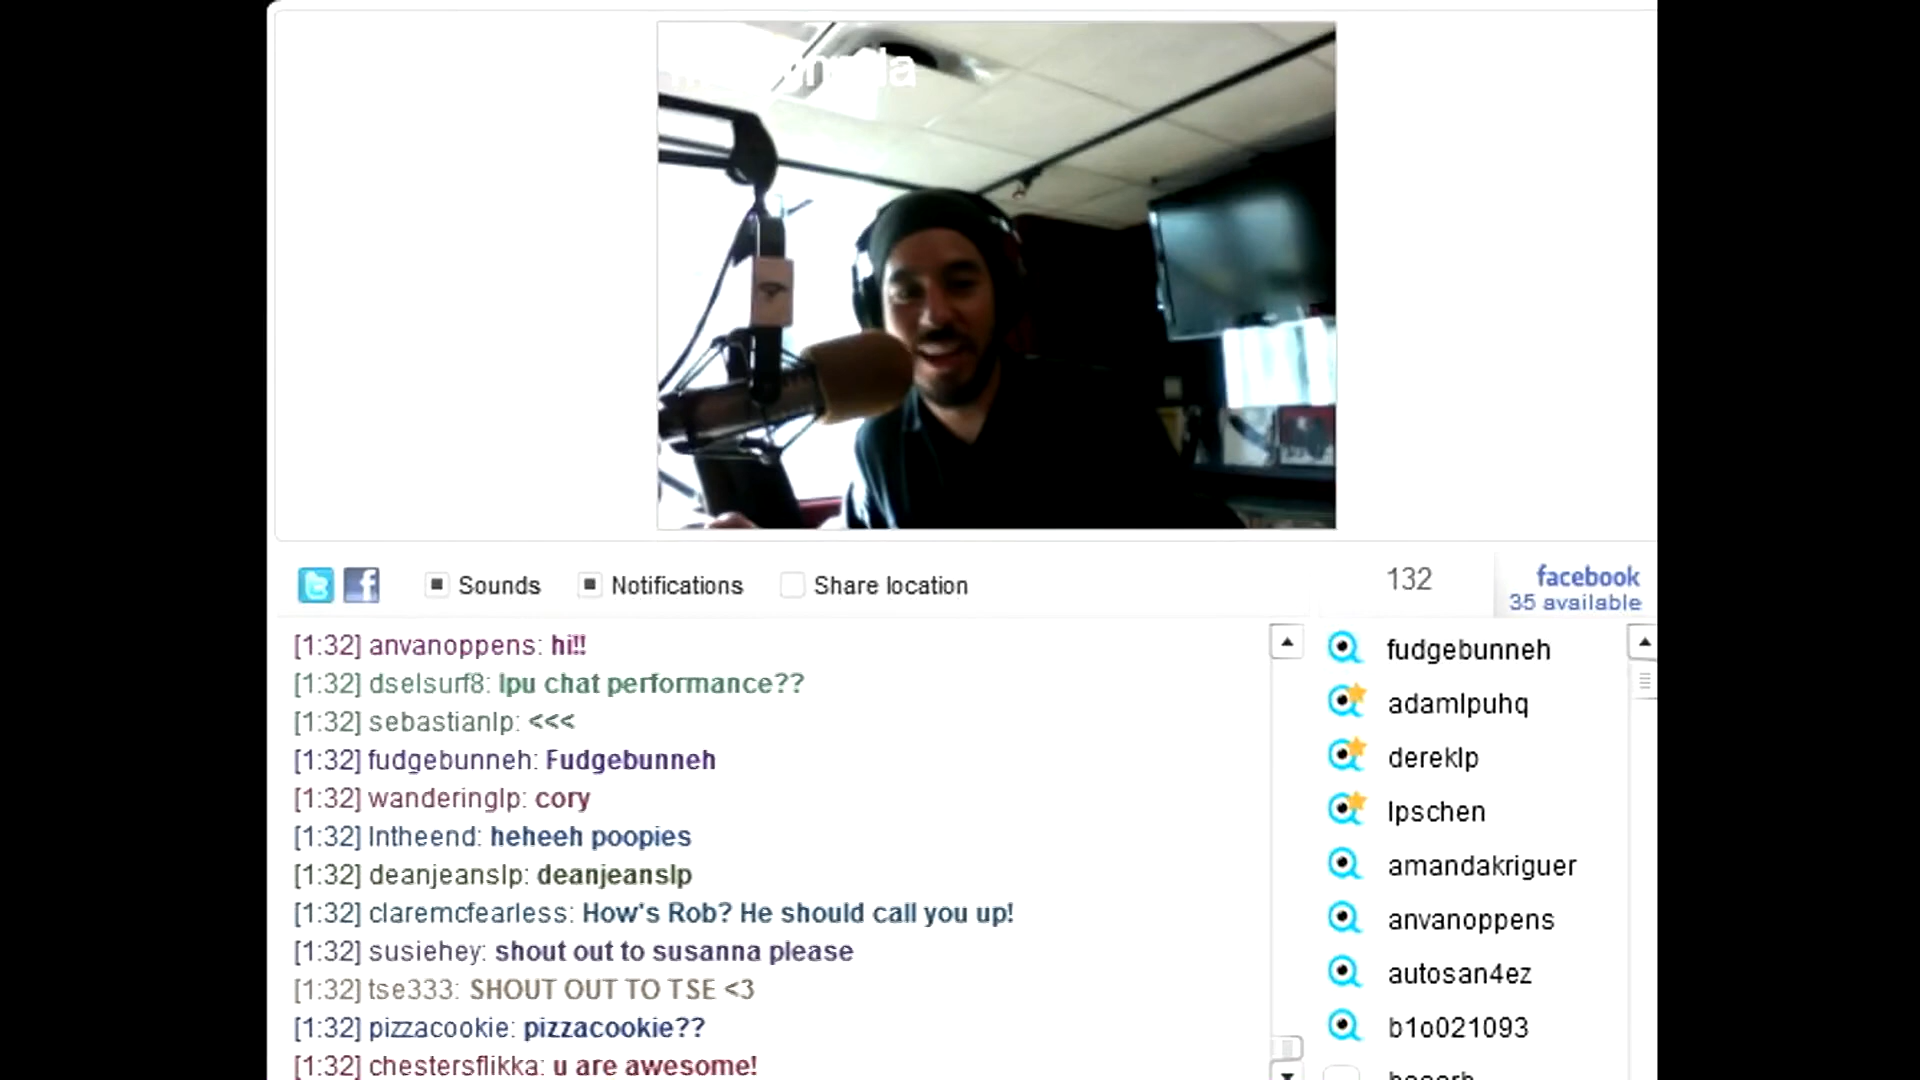 Sounds
Notifications
Share location
132
facebook
35 available
[1:32] anvanoppens: hi!!
[1:32] dselsurf8: lpu chat performance??
[1:32] sebastianlp: <<<
[1:32] fudgebunneh: Fudgebunneh
[1:32] wanderinglp: cory
[1:32] Intheend: heheeh poopies
[1:32] deanjeanslp: deanjeanslp
[1:32] claremcfearless: How's Rob? He should call you up!
[1:32] susiehey: shout out to susanna please
[1:32] tse333: SHOUT OUT TO TSE <3
[1:32] pizzacookie: pizzacookie??
[1:32] chestersflikka: u are awesome!
fudgebunneh
adamlpuhq
dereklp
lpschen
amandakriguer
anvanoppens
autosan4ez
b1o021093